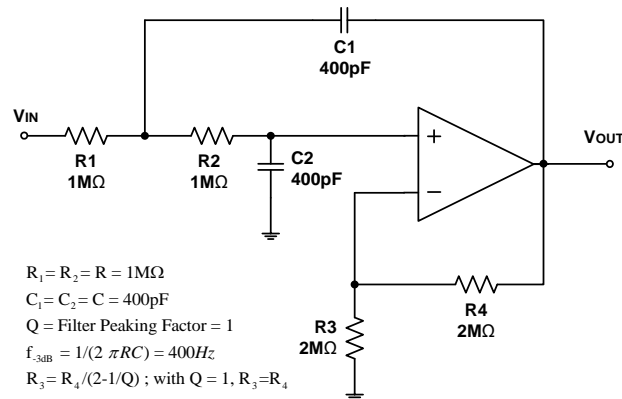 C1
400pF
VIN
VOUT
+
R1
1MΩ
R2
1MΩ
C2
400pF
−
R4
2MΩ
R3
2MΩ
R₁= R₂= R = 1MΩ
C₁= C₂= C = 400pF
Q = Filter Peaking Factor = 1
f-3dB = 1/(2 πRC) = 400Hz
R₃= R₄/(2-1/Q) ; with Q = 1, R₃=R₄